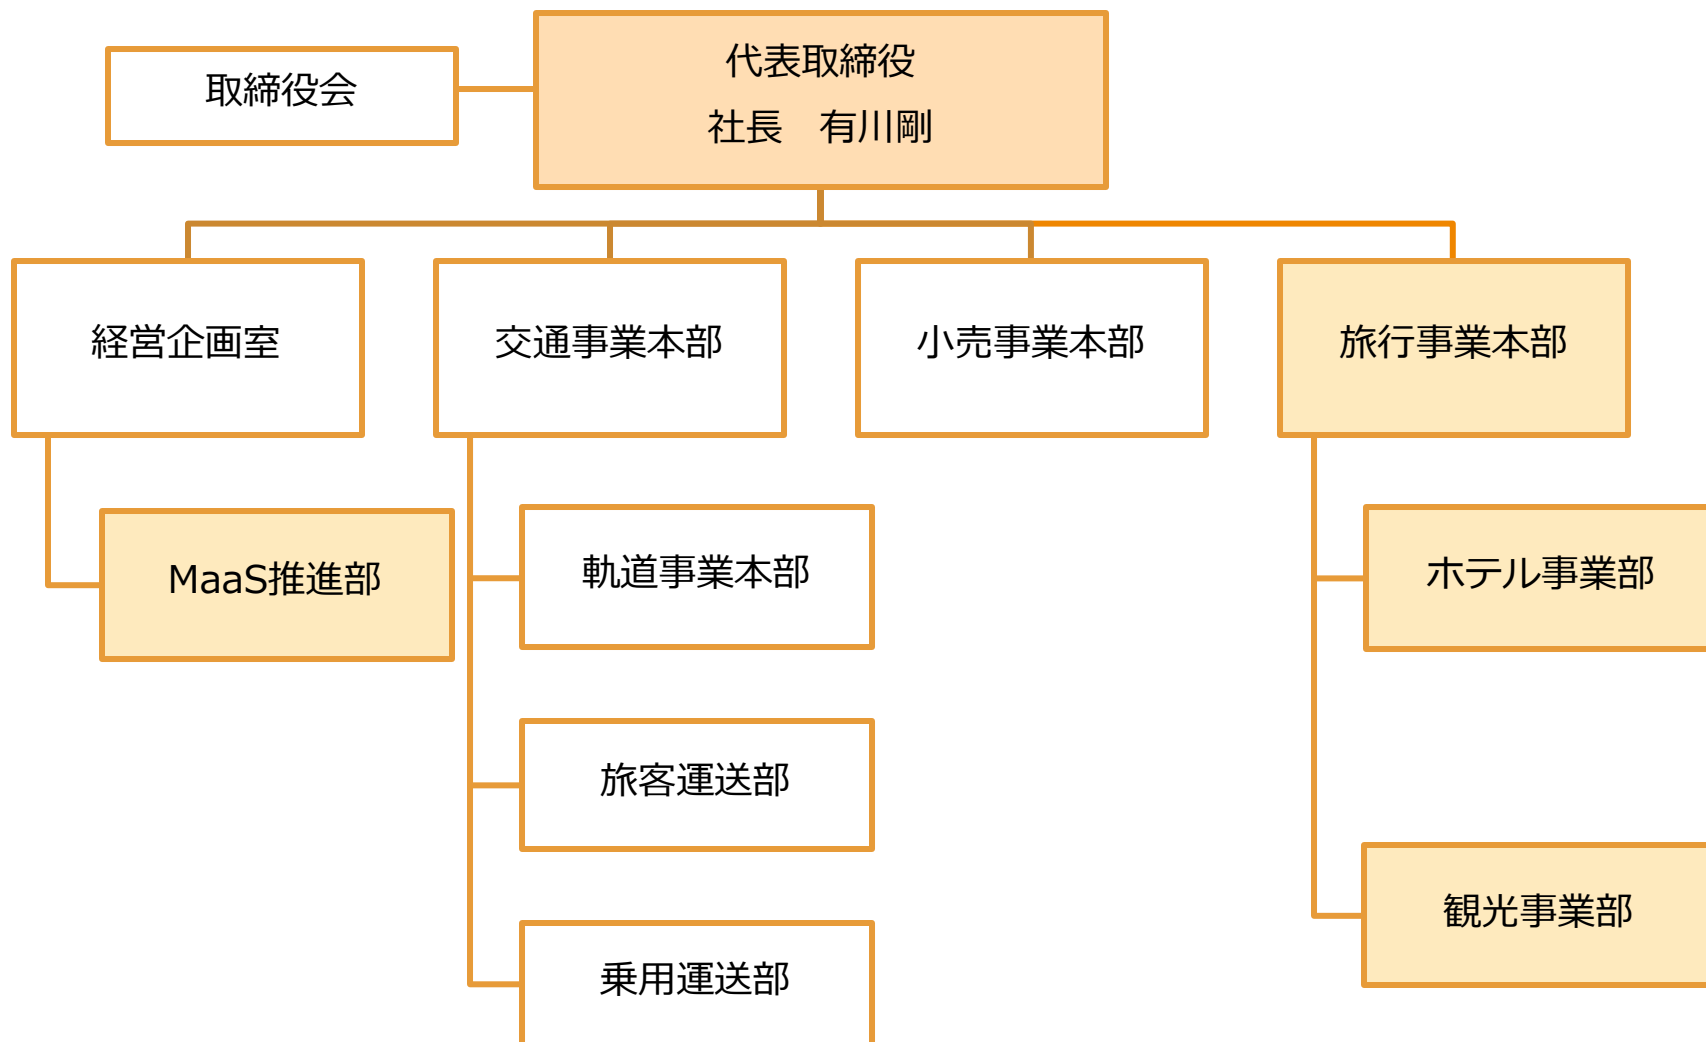 取締役会
代表取締役
社長　有川剛
経営企画室
交通事業本部
小売事業本部
旅行事業本部
MaaS推進部
軌道事業本部
ホテル事業部
旅客運送部
観光事業部
乗用運送部